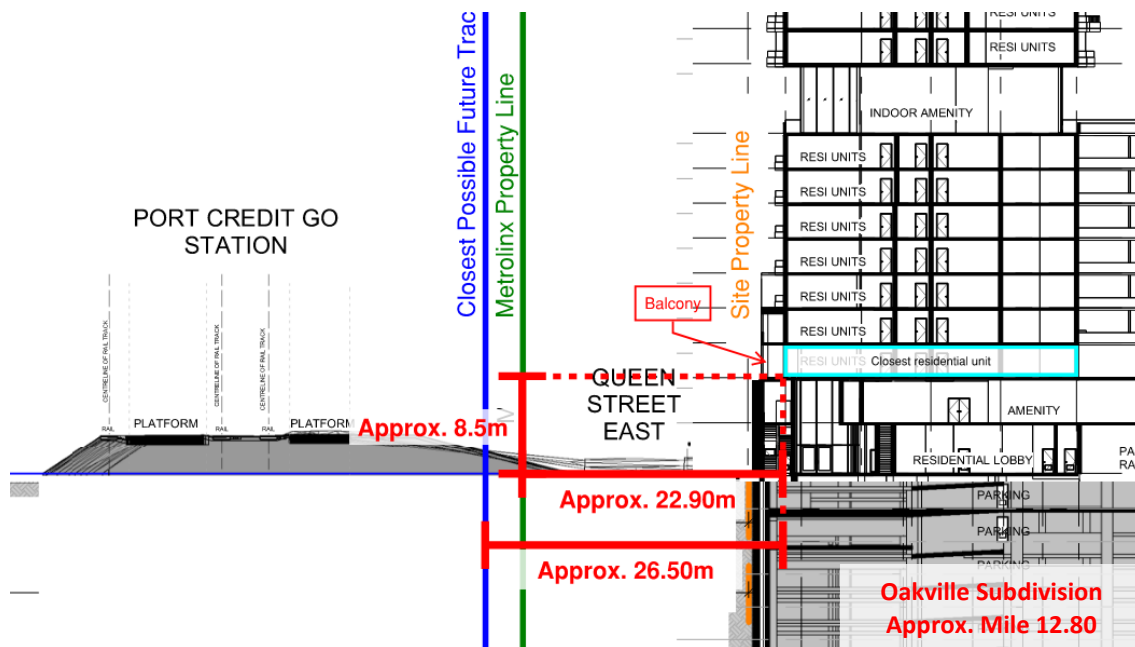 Closest Possible Future Trac
Metrolinx Property Line
Site Property Line
PORT CREDIT GO
STATION
CENTRELINE OF RAIL TRACK
CENTRELINE OF RAIL TRACK
CENTRELINE OF RAIL TRACK
RAIL
PLATFORM
RAIL
RAIL
PLATFORM
Approx. 8.5m
QUEEN
STREET
EAST
Balcony
RESI UNITS
RESI UNITS
INDOOR AMENITY
RESI UNITS
RESI UNITS
RESI UNITS
RESI UNITS
RESI UNITS
RESI UNITS
RESI UNITS Closest residential unit
AMENITY
RESIDENTIAL LOBBY
PA
RA
Approx. 22.90m
PARKING
PARKING
PARKING
Approx. 26.50m
Oakville Subdivision
Approx. Mile 12.80